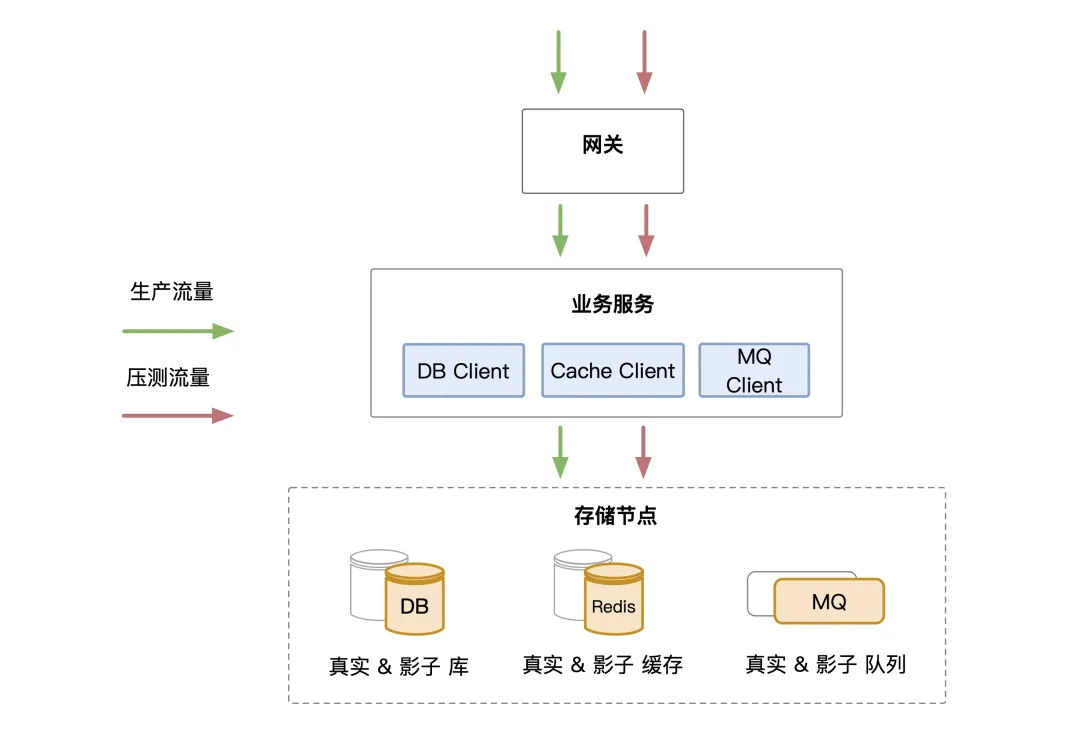 网关
生产流量
压测流量
业务服务
DB Client
Cache Client
MQ
Client
存储节点
DB
Redis
MQ
真实 & 影子 库
真实 & 影子 缓存
真实 & 影子 队列